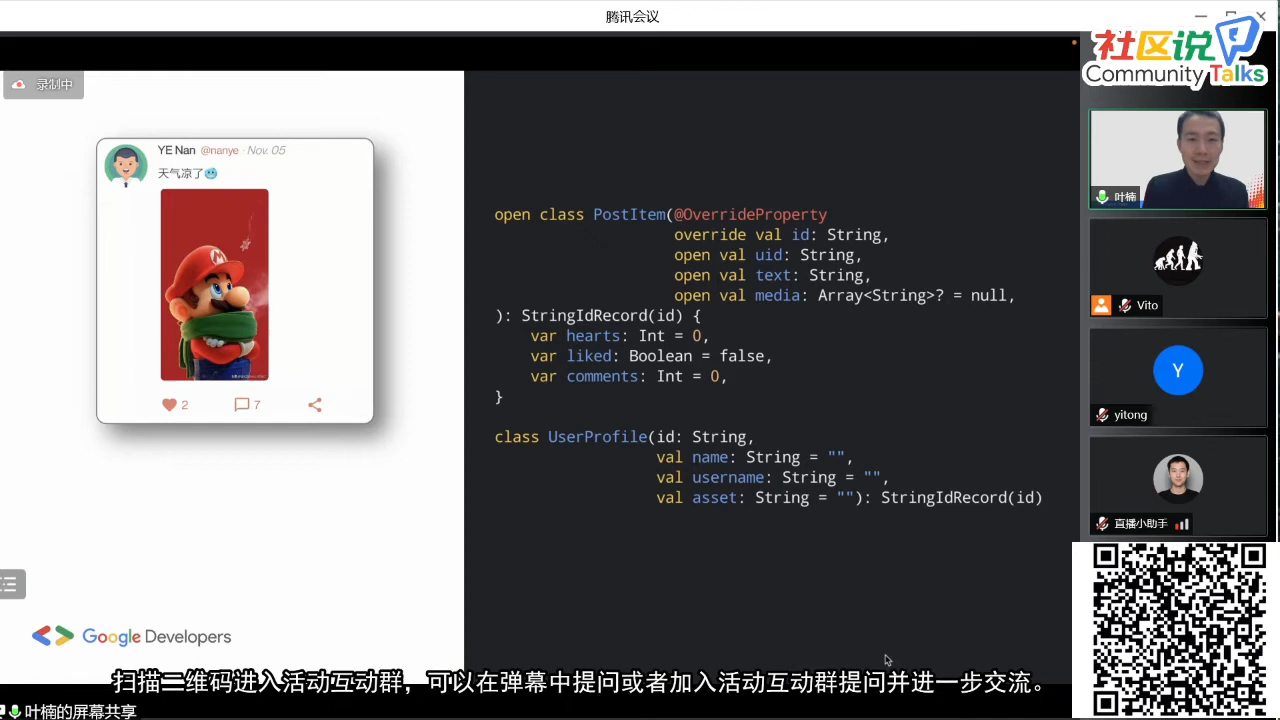 腾讯会议
社区说
Community Talks
录制中
YE Nan @nanye · Nov. 05
天气凉了
M
2
7
open class PostItem(@OverrideProperty
override val id: String,
open val uid: String,
open val text: String,
open val media: Array<String>? = null,
): StringIdRecord(id) {
var hearts: Int = 0,
var liked: Boolean = false,
var comments: Int = 0,
}
class UserProfile(id: String,
val name: String = "",
val username: String = "",
val asset: String = ""): StringIdRecord(id)
叶楠
Vito
Y
yitong
直播小助手
Google Developers
扫描二维码进入活动互动群，可以在弹幕中提问或者加入活动互动群提问并进一步交流。
叶楠的屏幕共享